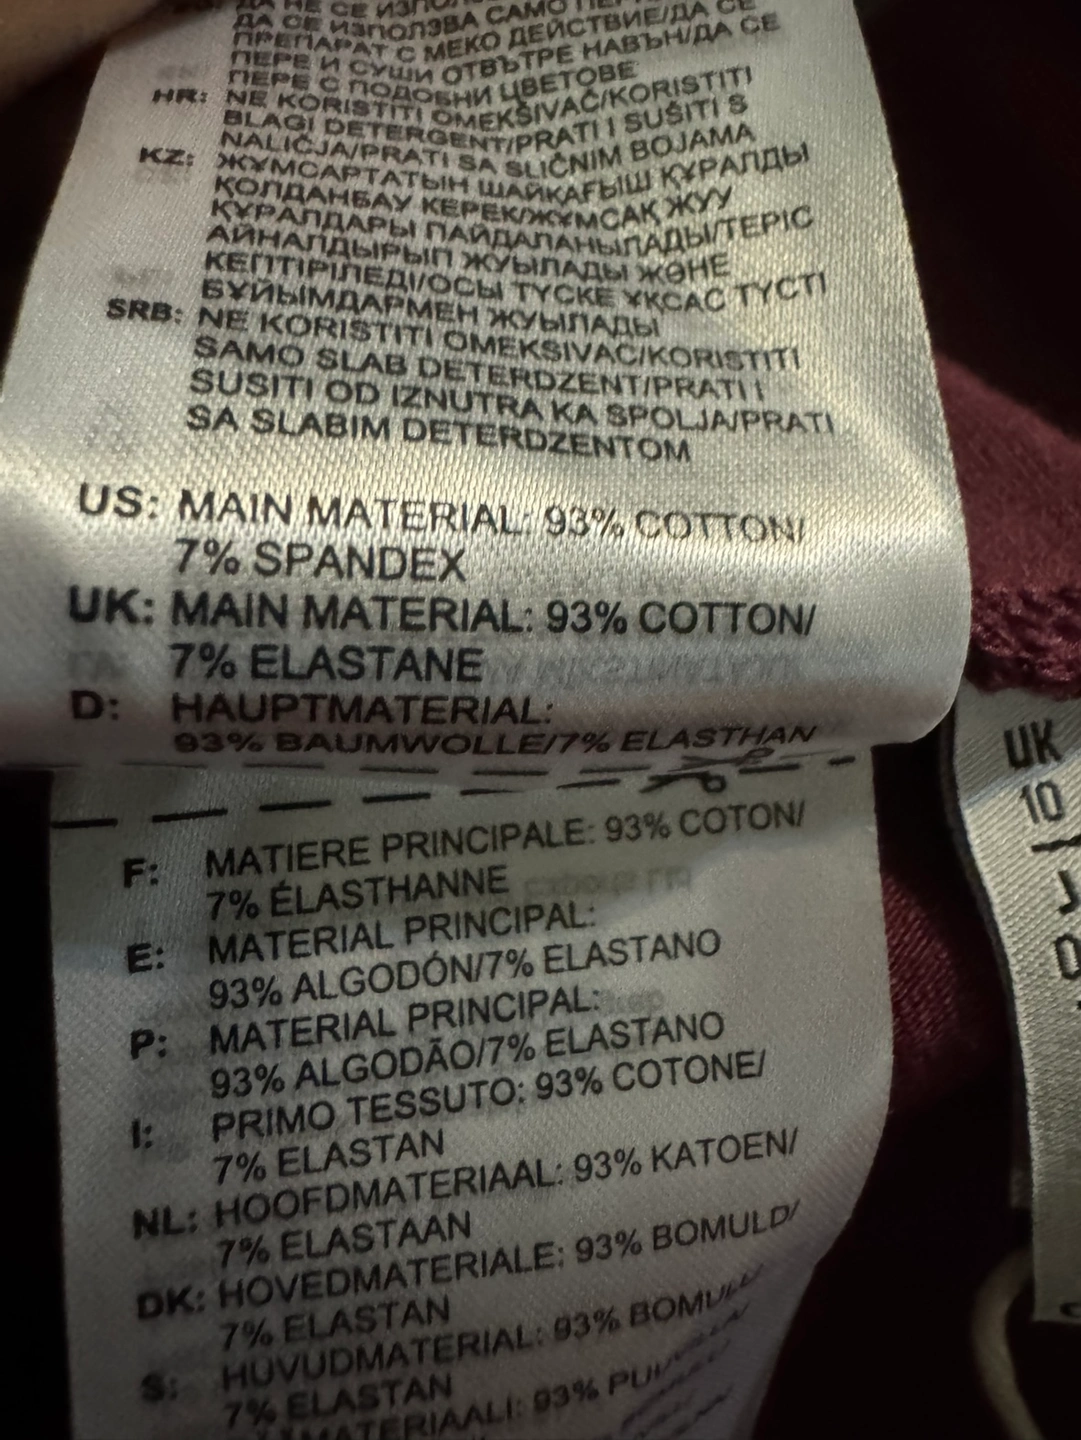 ДА СЕ ИЗПОЛЗВА САМО
ПРЕПАРАТ С МЕКО ДЕЙСТВИЕ/ДА СЕ
ПЕРЕ И СУШИ ОТВЪТРЕ НАВЪН/ДА СЕ
ПЕРЕ С ПОДОБНИ ЦВЕТОВЕ
HR: NE KORISTITI OMEKŠIVAČ/KORISTITI
BLAGI DETERGENT/PRATI I SUŠITI S
NALIČJA/PRATI SA SLIČNIM BOJAMA
KZ: ЖҰМСАРТАТЫН ШАЙҚАҒЫШ ҚҰРАЛДЫ
ҚОЛДАНБАУ КЕРЕК/ЖҰМСАҚ ЖУУ
ҚҰРАЛДАРЫ ПАЙДАЛАНЫЛАДЫ/ТЕРІС
АЙНАЛДЫРЫП ЖУЫЛАДЫ ЖӘНЕ
КЕПТІРІЛЕДІ/ОСЫ ТҮСКЕ ҰҚСАС ТҮСТІ
БҰЙЫМДАРМЕН ЖУЫЛАДЫ
SRB: NE KORISTITI OMEKSIVAC/KORISTITI
SAMO SLAB DETERDZENT/PRATI I
SUSITI OD IZNUTRA KA SPOLJA/PRATI
SA SLABIM DETERDZENTOM
US: MAIN MATERIAL: 93% COTTON/
7% SPANDEX
UK: MAIN MATERIAL: 93% COTTON/
7% ELASTANE
D: HAUPTMATERIAL:
93% BAUMWOLLE/7% ELASTHAN
F: MATIERE PRINCIPALE: 93% COTON/
7% ÉLASTHANNE
E: MATERIAL PRINCIPAL:
93% ALGODÓN/7% ELASTANO
P: MATERIAL PRINCIPAL:
93% ALGODÃO/7% ELASTANO
I: PRIMO TESSUTO: 93% COTONE/
7% ELASTAN
NL: HOOFDMATERIAAL: 93% KATOEN/
7% ELASTAAN
DK: HOVEDMATERIALE: 93% BOMULD/
7% ELASTAN
S: HUVUDMATERIAL: 93% BOMULL/
7% ELASTAN
93%
UK
10